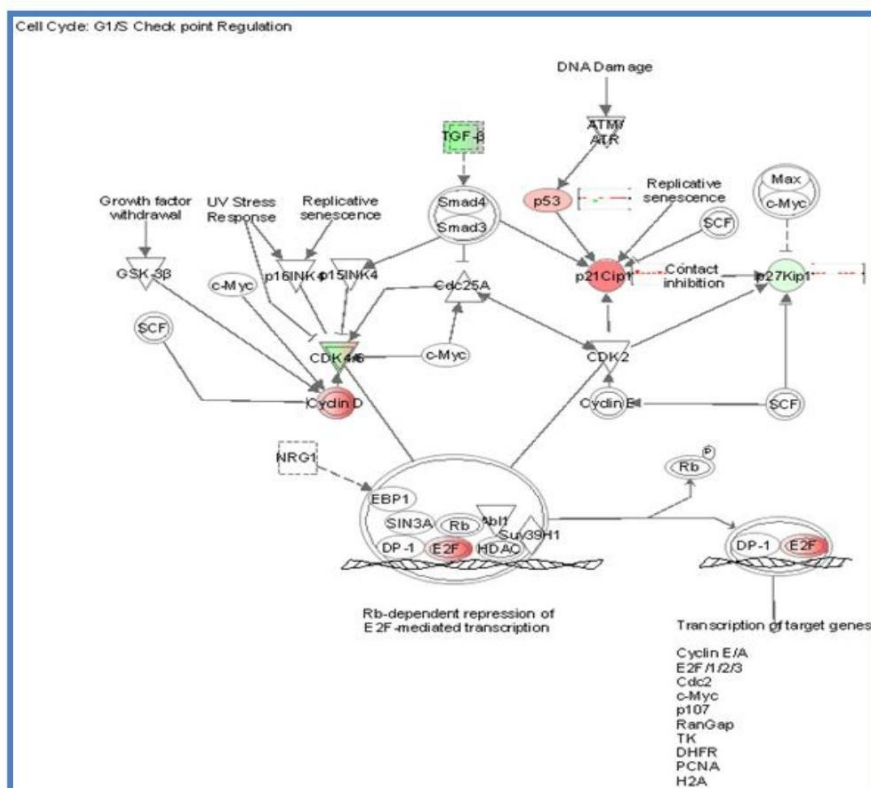 Cell Cycle: G1/S Check point Regulation
DNA Damage
ATM/
ATR
TGF-β
Growth factor
withdrawal
UV Stress
Response
Replicative
senescence
Smad4
Smad3
p53
Replicative
senescence
SCF
Max
c-Myc
GSK-3β
p16INK4
p15INK4
c-Myc
Cdc25A
p21Cip1
Contact
inhibition
p27Kip1
SCF
CDK4/6
c-Myc
CDK2
Cyclin D
Cyclin E
SCF
NRG1
EBP1
SIN3A
Rb
Abl1
Suv39H1
DP-1
E2F
HDAC
P
Rb
DP-1
E2F
Rb-dependent repression of
E2F-mediated transcription
Transcription of target genes
Cyclin E/A
E2F/1/2/3
Cdc2
c-Myc
p107
RanGap
TK
DHFR
PCNA
H2A